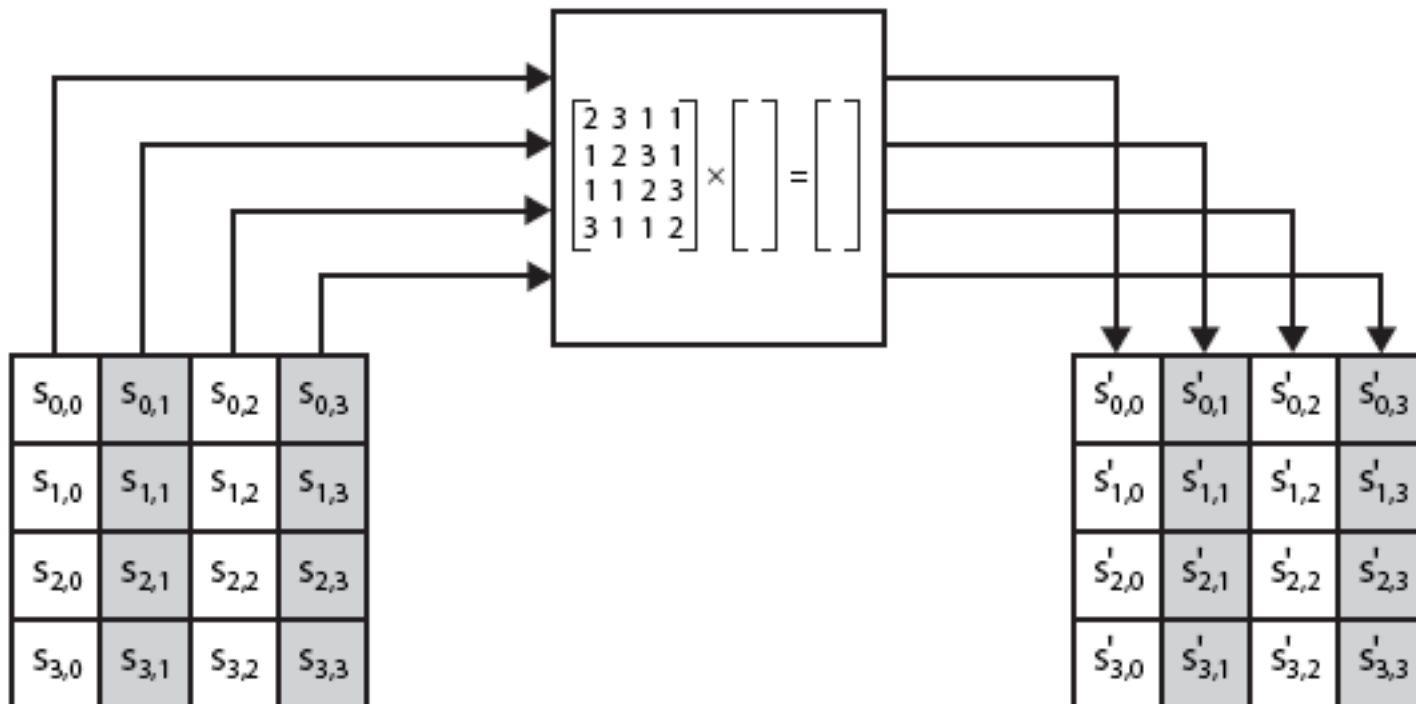 2 3 1 1
1 2 3 1
1 1 2 3
3 1 1 2
× =
S0,0 S0,1 S0,2 S0,3
S1,0 S1,1 S1,2 S1,3
S2,0 S2,1 S2,2 S2,3
S3,0 S3,1 S3,2 S3,3
S'0,0 S'0,1 S'0,2 S'0,3
S'1,0 S'1,1 S'1,2 S'1,3
S'2,0 S'2,1 S'2,2 S'2,3
S'3,0 S'3,1 S'3,2 S'3,3